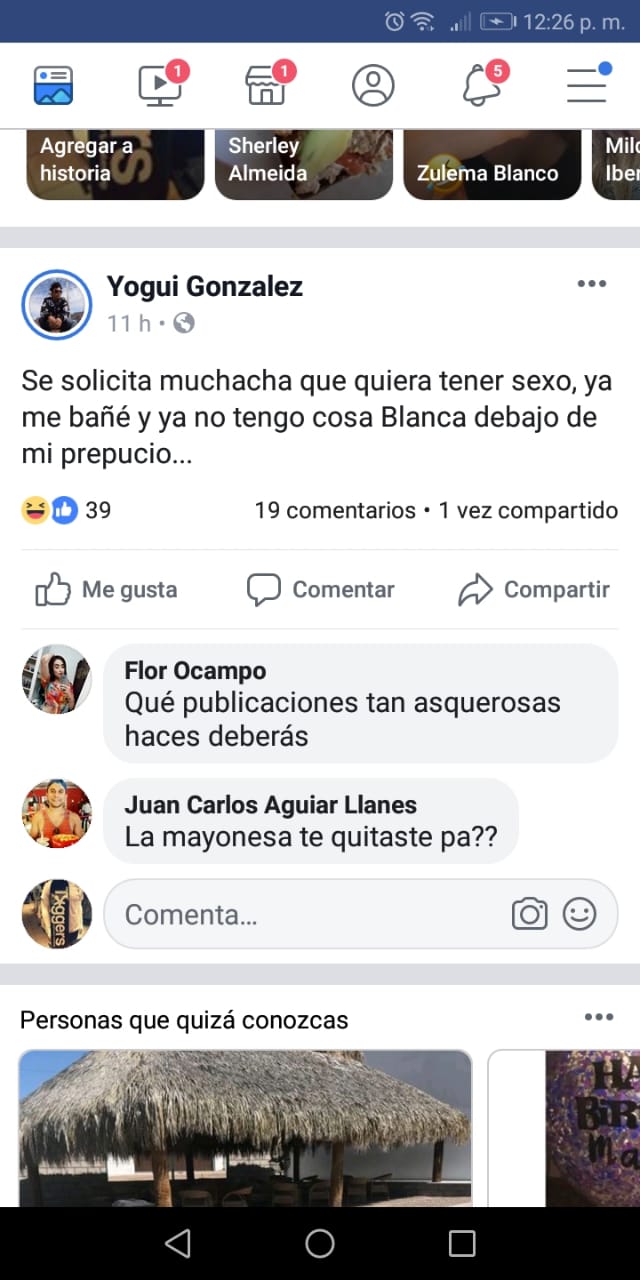 12:26 p. m.
1
1
5
Agregar a
historia
Sherley
Almeida
Zulema Blanco
Yogui Gonzalez
11 h •
Se solicita muchacha que quiera tener sexo, ya
me bañé y ya no tengo cosa Blanca debajo de
mi prepucio...
39
19 comentarios • 1 vez compartido
Me gusta
Comentar
Compartir
Flor Ocampo
Qué publicaciones tan asquerosas
haces deberás
Juan Carlos Aguiar Llanes
La mayonesa te quitaste pa??
Comenta...
Personas que quizá conozcas